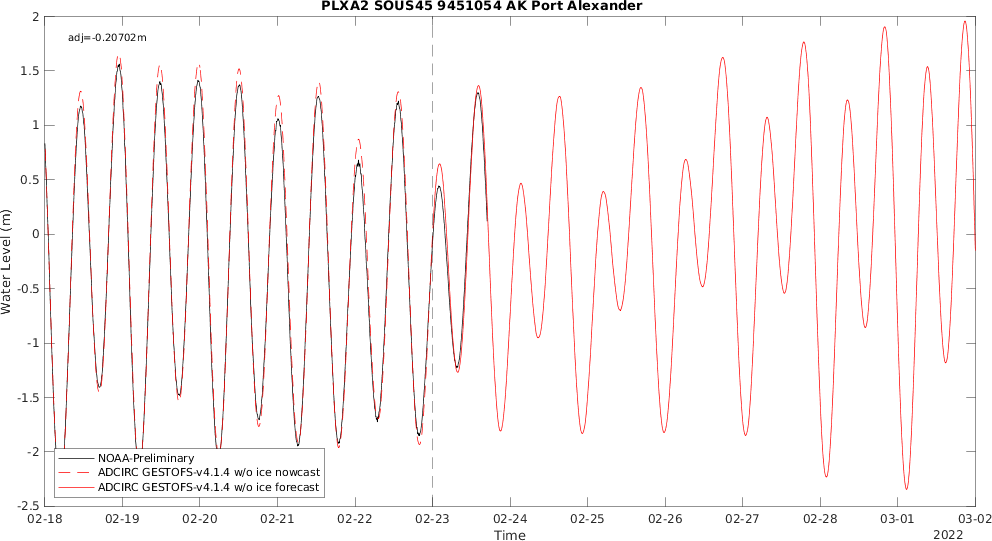 PLXA2 SOUS45 9451054 AK Port Alexander
adj=-0.20702m
2
1.5
1
0.5
0
-0.5
-1
-1.5
-2
-2.5
Water Level (m)
NOAA-Preliminary
ADCIRC GESTOFS-v4.1.4 w/o ice nowcast
ADCIRC GESTOFS-v4.1.4 w/o ice forecast
02-18 02-19 02-20 02-21 02-22 02-23 02-24 02-25 02-26 02-27 02-28 03-01 03-02
Time
2022